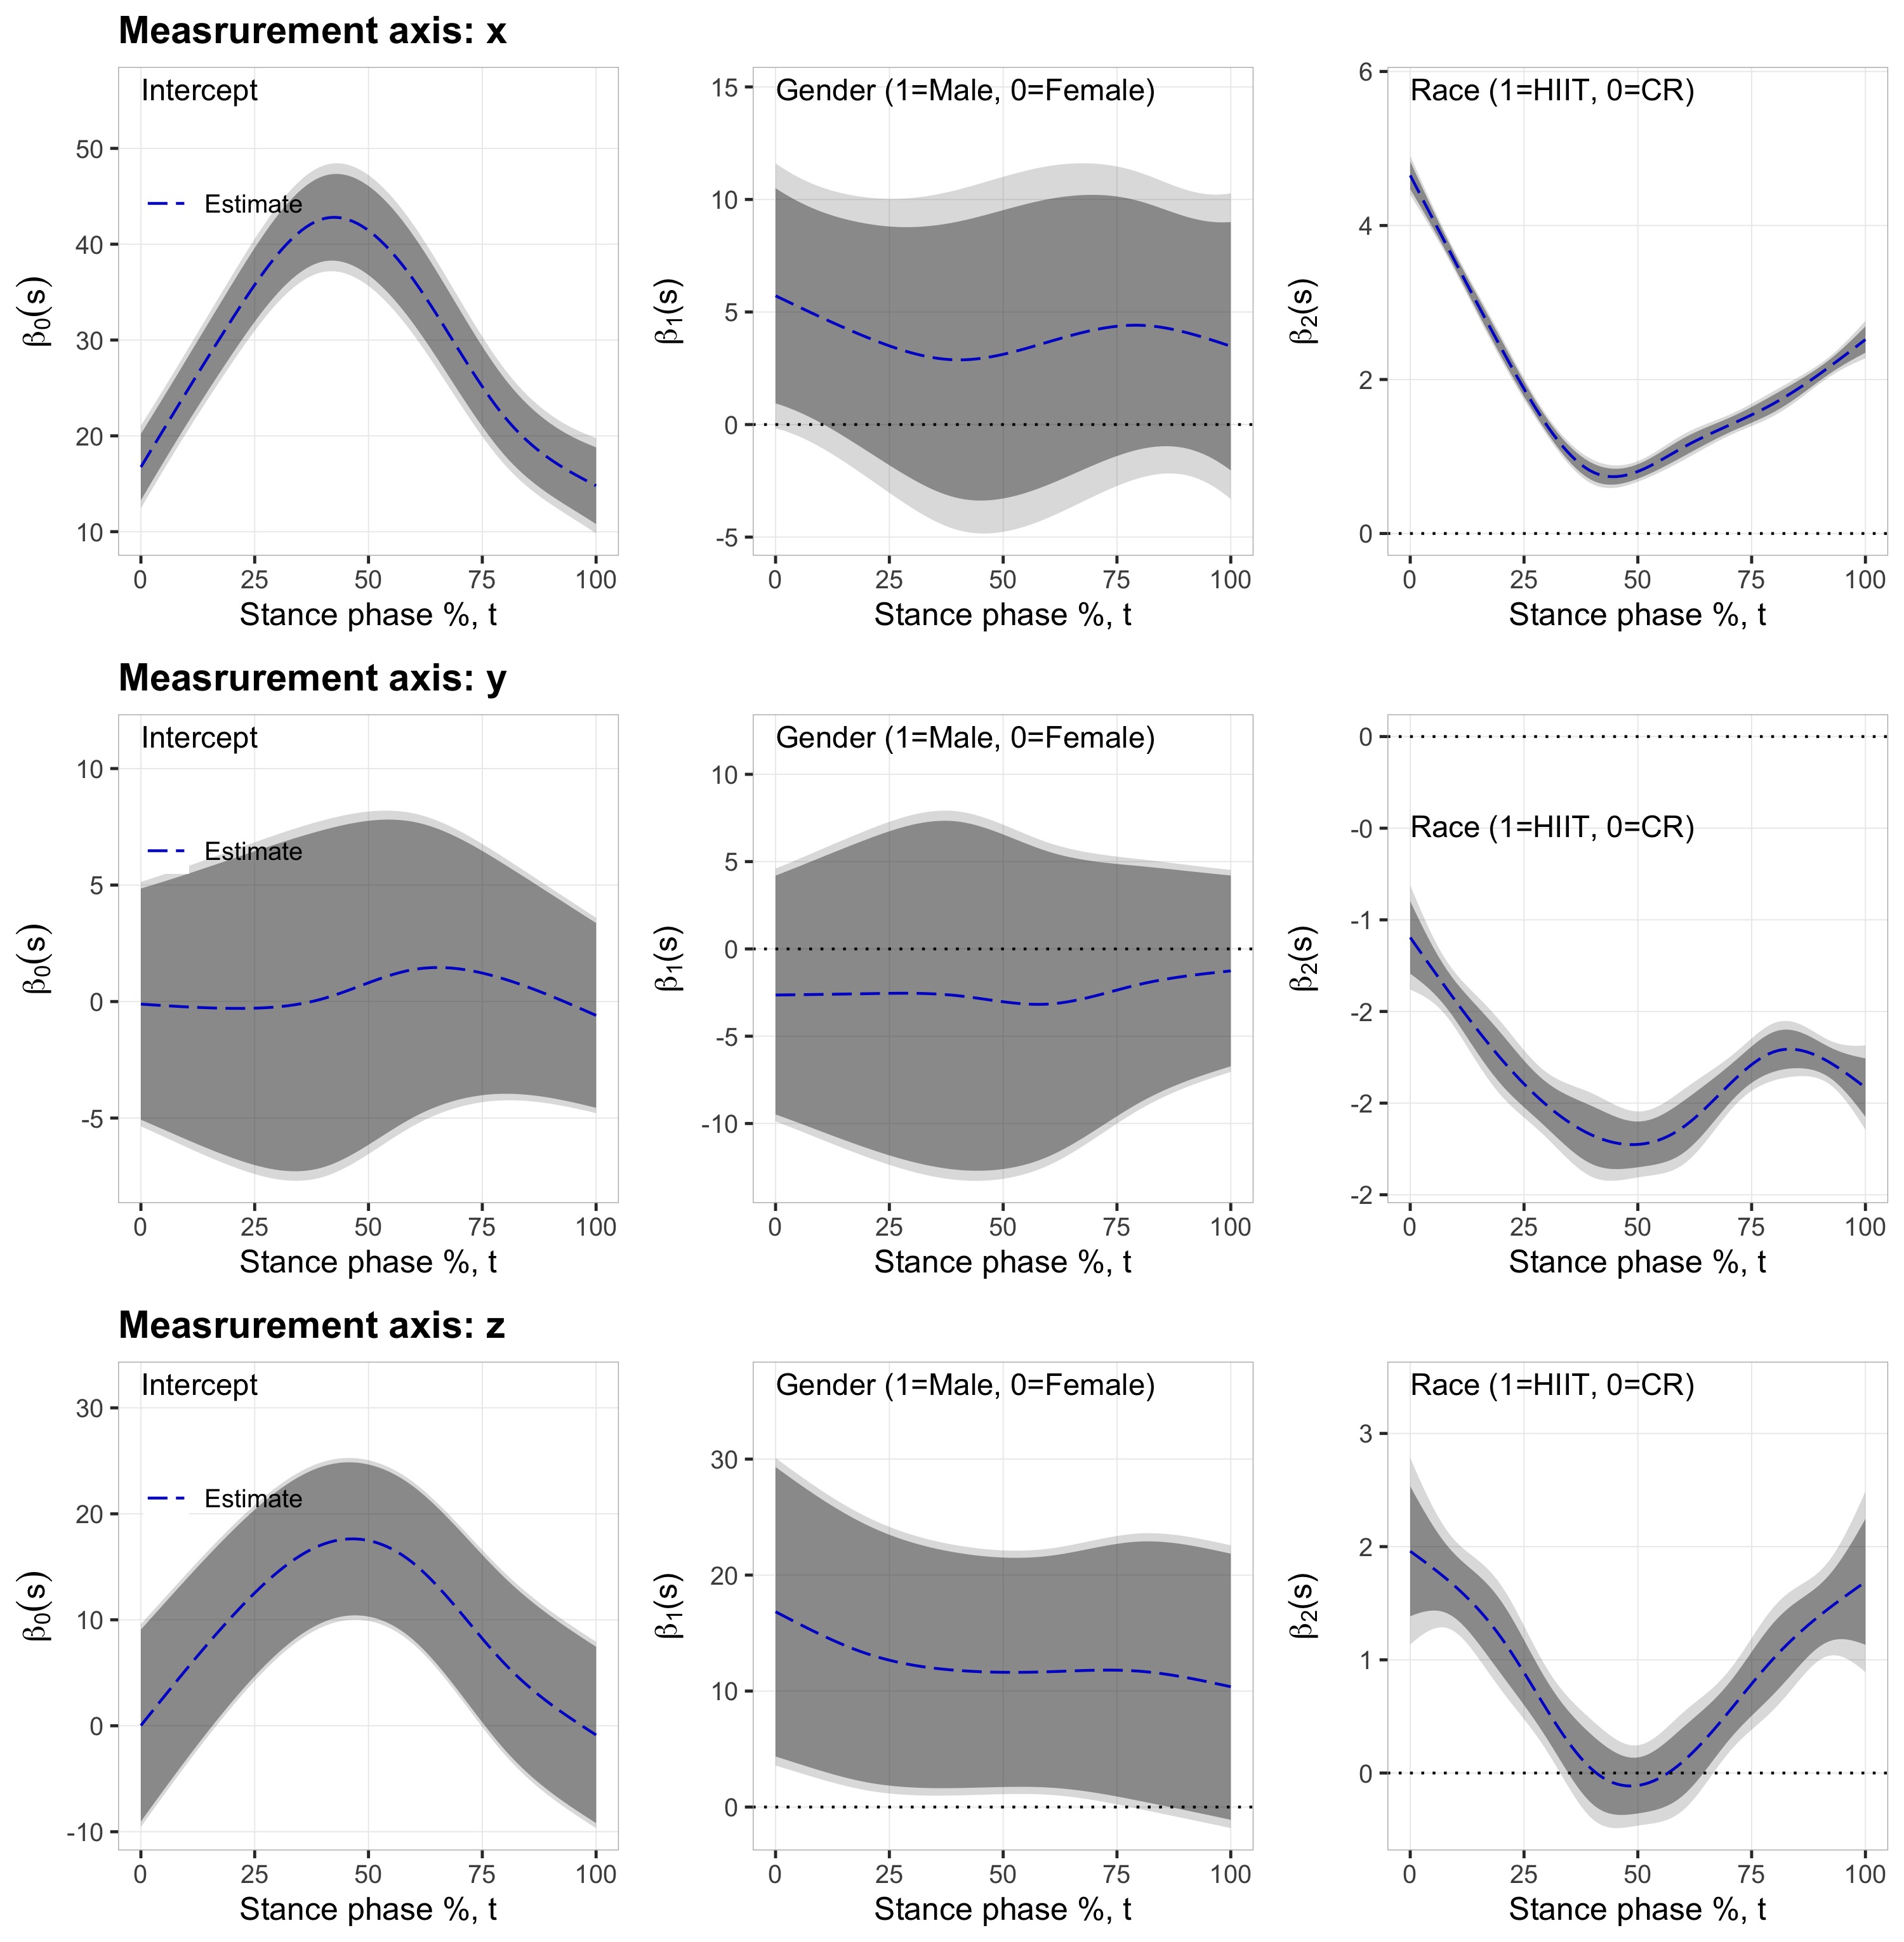 Measrurement axis: x
Intercept
Estimate
50
40
30
20
10
β0(s)
0 25 50 75 100
Stance phase %, t
Gender (1=Male, 0=Female)
15
10
5
0
-5
β1(s)
0 25 50 75 100
Stance phase %, t
Race (1=HIIT, 0=CR)
6
4
2
0
β2(s)
0 25 50 75 100
Stance phase %, t
Measrurement axis: y
Intercept
Estimate
10
5
0
-5
β0(s)
0 25 50 75 100
Stance phase %, t
Gender (1=Male, 0=Female)
10
5
0
-5
-10
β1(s)
0 25 50 75 100
Stance phase %, t
0
-0
Race (1=HIIT, 0=CR)
-1
-2
-2
-2
β2(s)
0 25 50 75 100
Stance phase %, t
Measrurement axis: z
Intercept
Estimate
30
20
10
0
-10
β0(s)
0 25 50 75 100
Stance phase %, t
Gender (1=Male, 0=Female)
30
20
10
0
β1(s)
0 25 50 75 100
Stance phase %, t
Race (1=HIIT, 0=CR)
3
2
1
0
β2(s)
0 25 50 75 100
Stance phase %, t